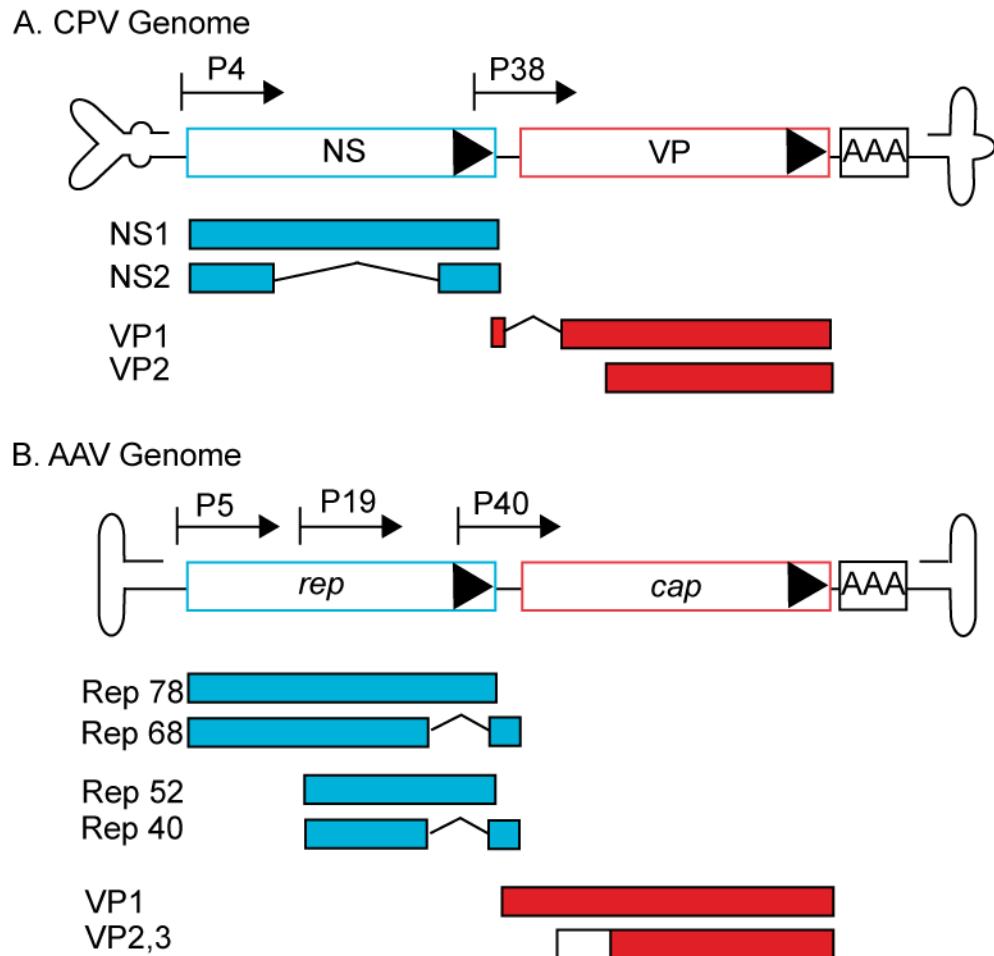 A. CPV Genome
P4 P38
NS VP AAA
NS1
NS2
VP1
VP2
B. AAV Genome
P5 P19 P40
rep cap AAA
Rep 78
Rep 68
Rep 52
Rep 40
VP1
VP2,3